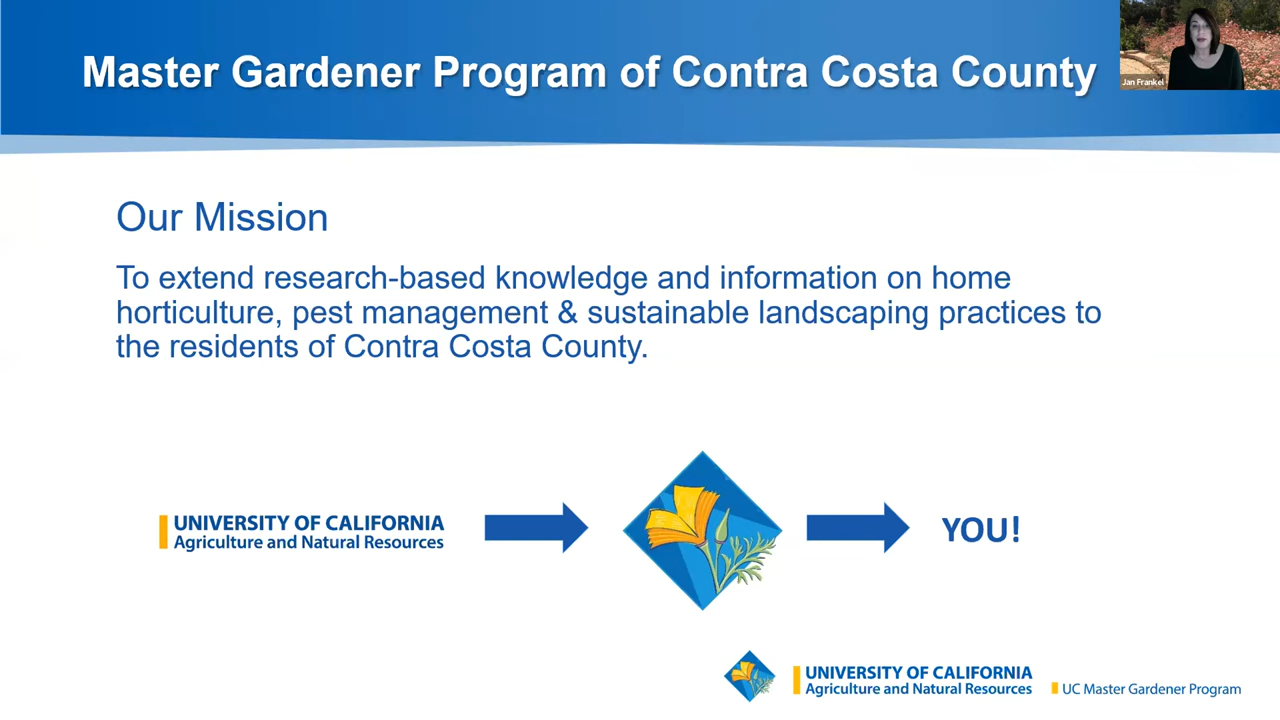 Master Gardener Program of Contra Costa County
Jan Frankel
Our Mission
To extend research-based knowledge and information on home
horticulture, pest management & sustainable landscaping practices to
the residents of Contra Costa County.
UNIVERSITY OF CALIFORNIA
Agriculture and Natural Resources
YOU!
UNIVERSITY OF CALIFORNIA
Agriculture and Natural Resources
UC Master Gardener Program